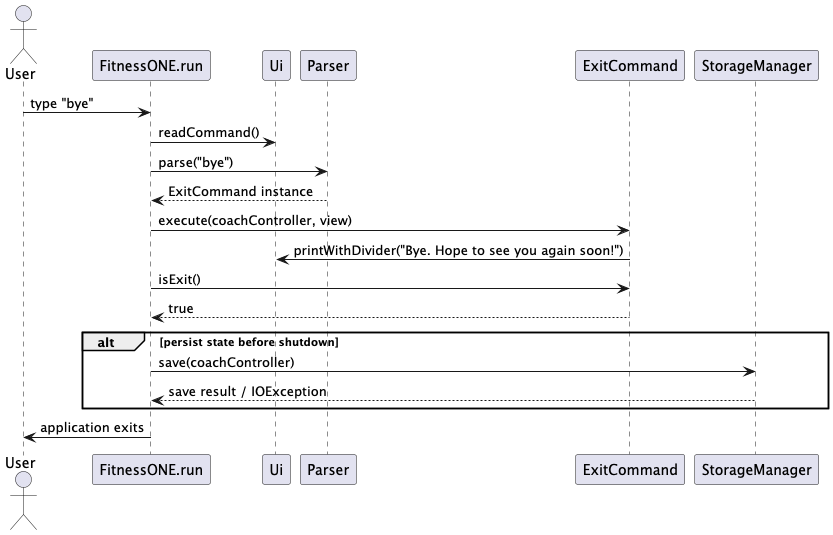 User
FitnessONE.run
Ui
Parser
ExitCommand
StorageManager
type "bye"
readCommand()
parse("bye")
ExitCommand instance
execute(coachController, view)
printWithDivider("Bye. Hope to see you again soon!")
isExit()
true
alt
[persist state before shutdown]
save(coachController)
save result / IOException
application exits
User
FitnessONE.run
Ui
Parser
ExitCommand
StorageManager